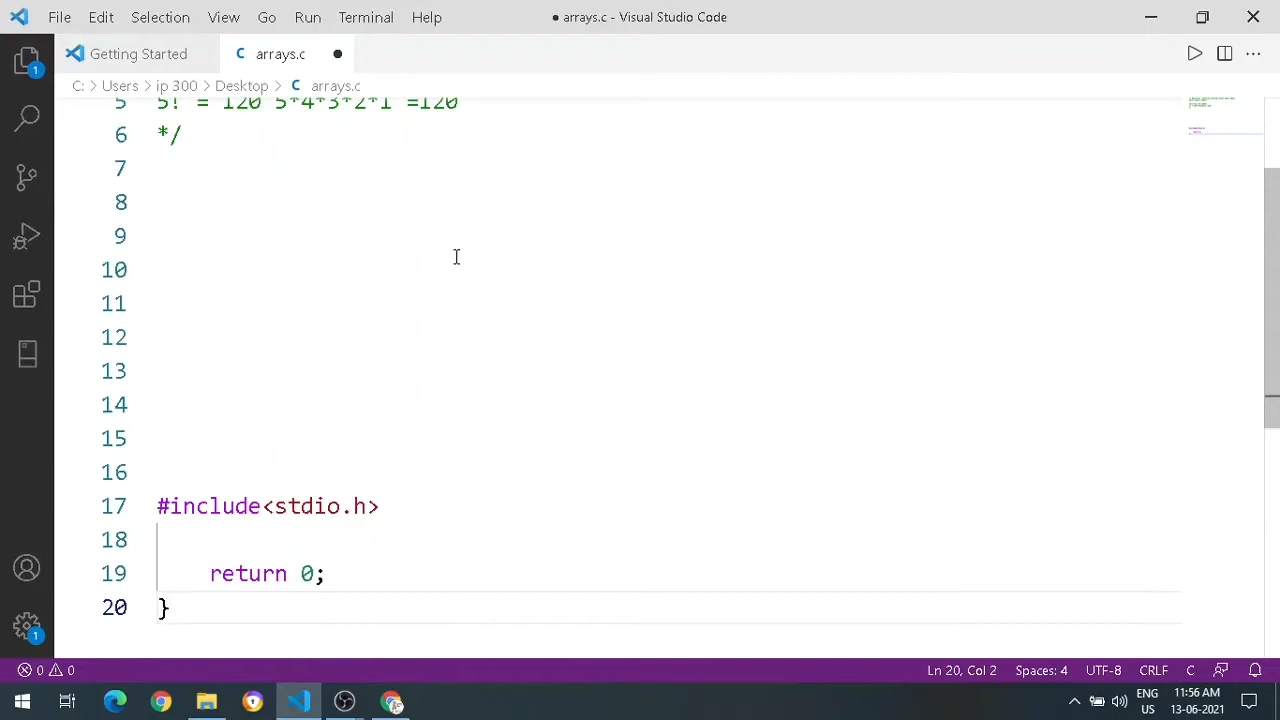 File Edit Selection View Go Run Terminal Help ● arrays.c - Visual Studio Code
Getting Started C arrays.c ●
C: > Users > ip 300 > Desktop > C arrays.c
5 5! = 120 5*4*3*2*1 =120
6 */
7
8
9
10
11
12
13
14
15
16
17 #include<stdio.h>
18
19 return 0;
20 }
1
1
0 0 Ln 20, Col 2 Spaces: 4 UTF-8 CRLF C
ENG 11:56 AM
US 13-06-2021